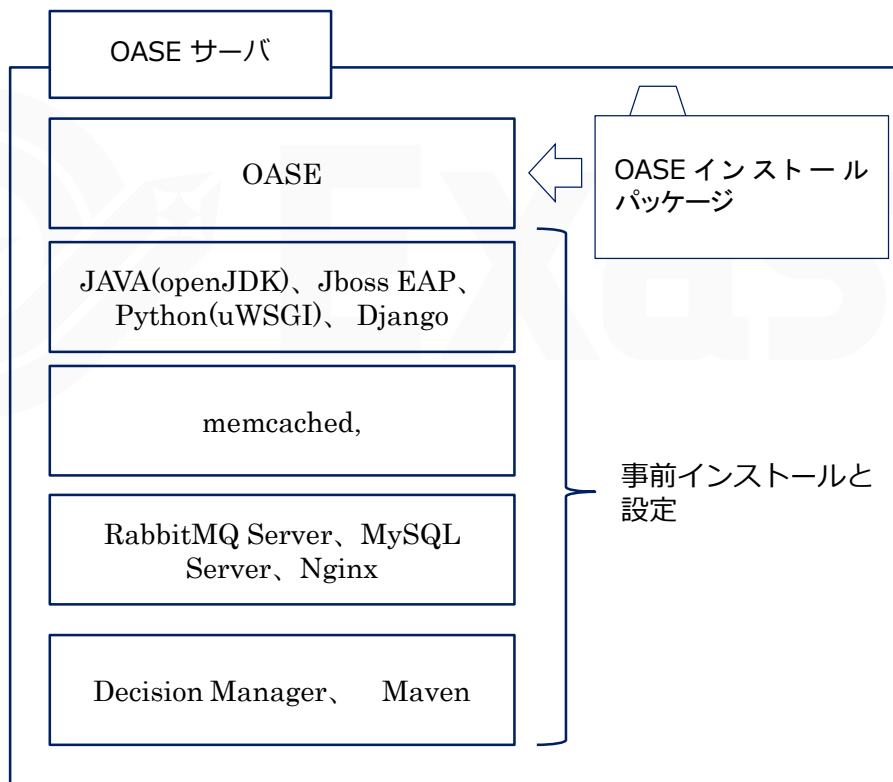 OASE サーバ
OASE
OASE インストール
パッケージ
JAVA(openJDK)、Jboss EAP、
Python(uWSGI)、 Django
memcached,
事前インストールと
設定
RabbitMQ Server、MySQL
Server、Nginx
Decision Manager、　Maven
Exas